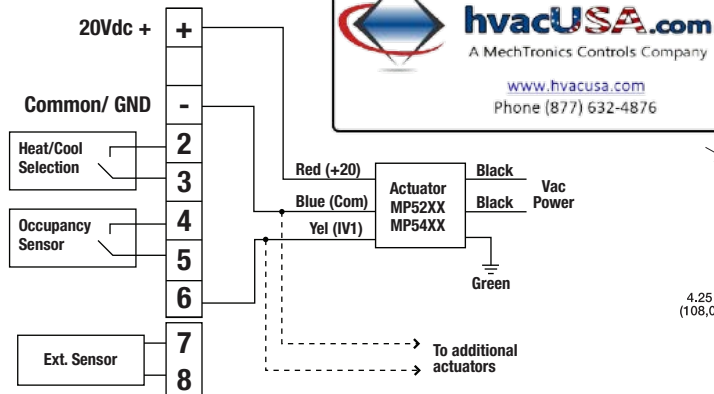 20Vdc +
+
Common/ GND
-
Heat/Cool
Selection
2
3
Occupancy
Sensor
4
5
6
Ext. Sensor
7
8
hvacUSA.com
A MechTronics Controls Company
www.hvacusa.com
Phone (877) 632-4876
Red (+20)
Blue (Com)
Yel (IV1)
Actuator
MP52XX
MP54XX
Black
Black
Vac
Power
Green
To additional
actuators
4.25
(108,0